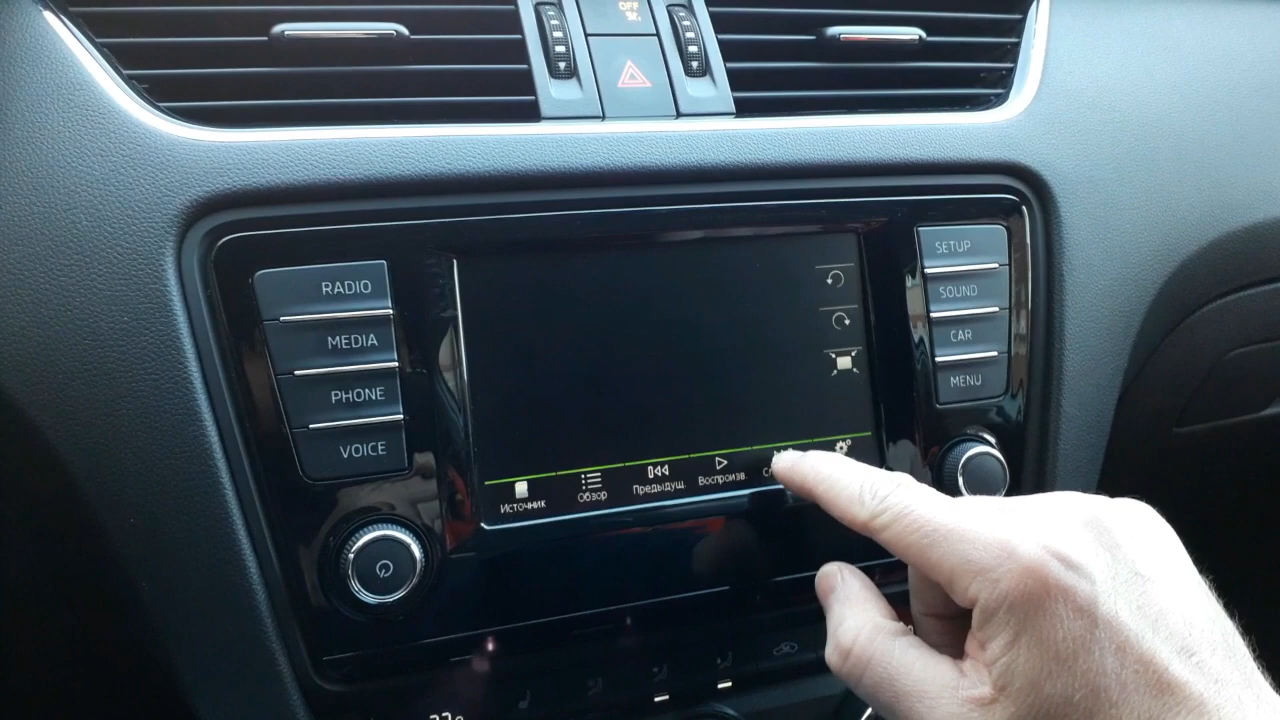 OFF
RADIO
MEDIA
PHONE
VOICE
SETUP
SOUND
CAR
MENU
Источник
Обзор
Предыдущ.
Воспроизв.